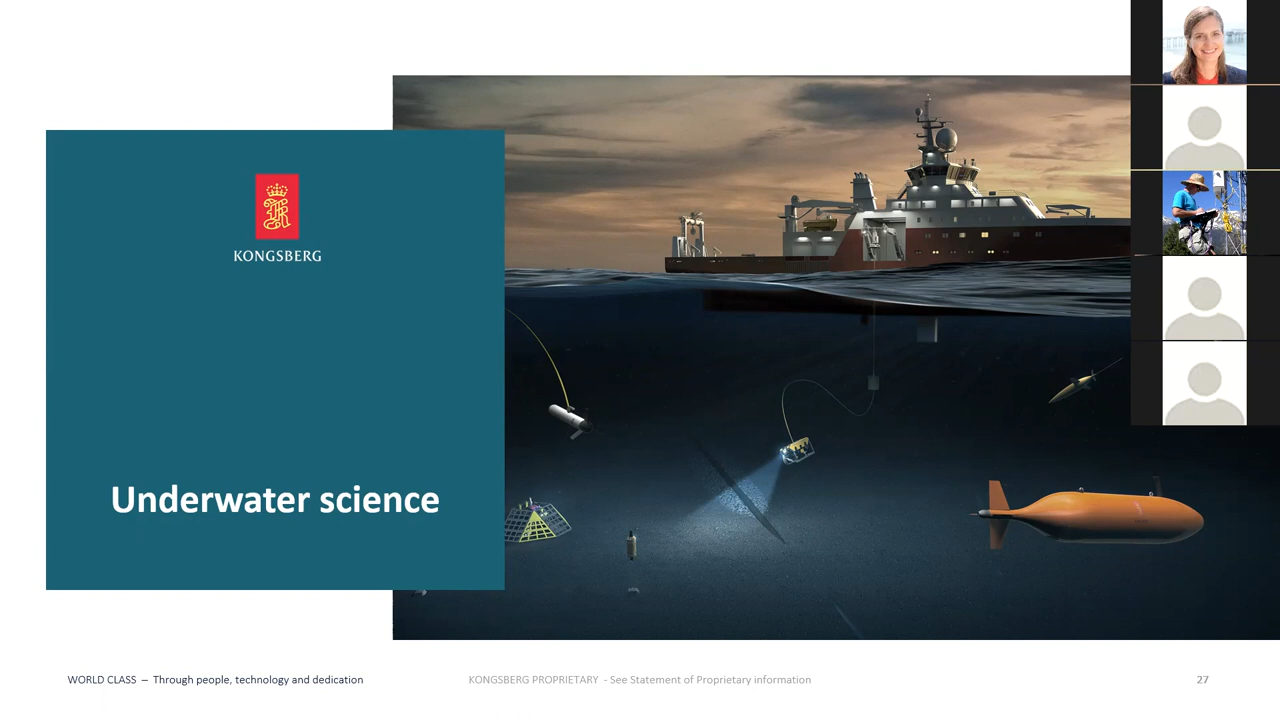 KONGSBERG
Underwater science
WORLD CLASS – Through people, technology and dedication
KONGSBERG PROPRIETARY - See Statement of Proprietary information
27